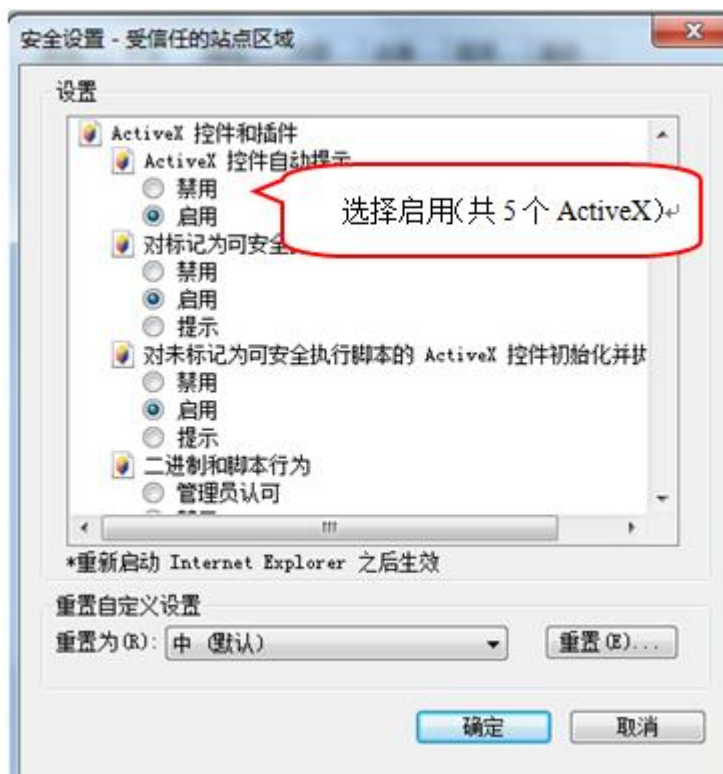 安全设置 - 受信任的站点区域
设置
ActiveX 控件和插件
ActiveX 控件自动提示
禁用
启用
选择启用(共 5 个 ActiveX)
对标记为可安全
禁用
启用
提示
对未标记为可安全执行脚本的 ActiveX 控件初始化并执
禁用
启用
提示
二进制和脚本行为
管理员认可
*重新启动 Internet Explorer 之后生效
重置自定义设置
重置为(R): 中 (默认)
重置(E)...
确定 取消